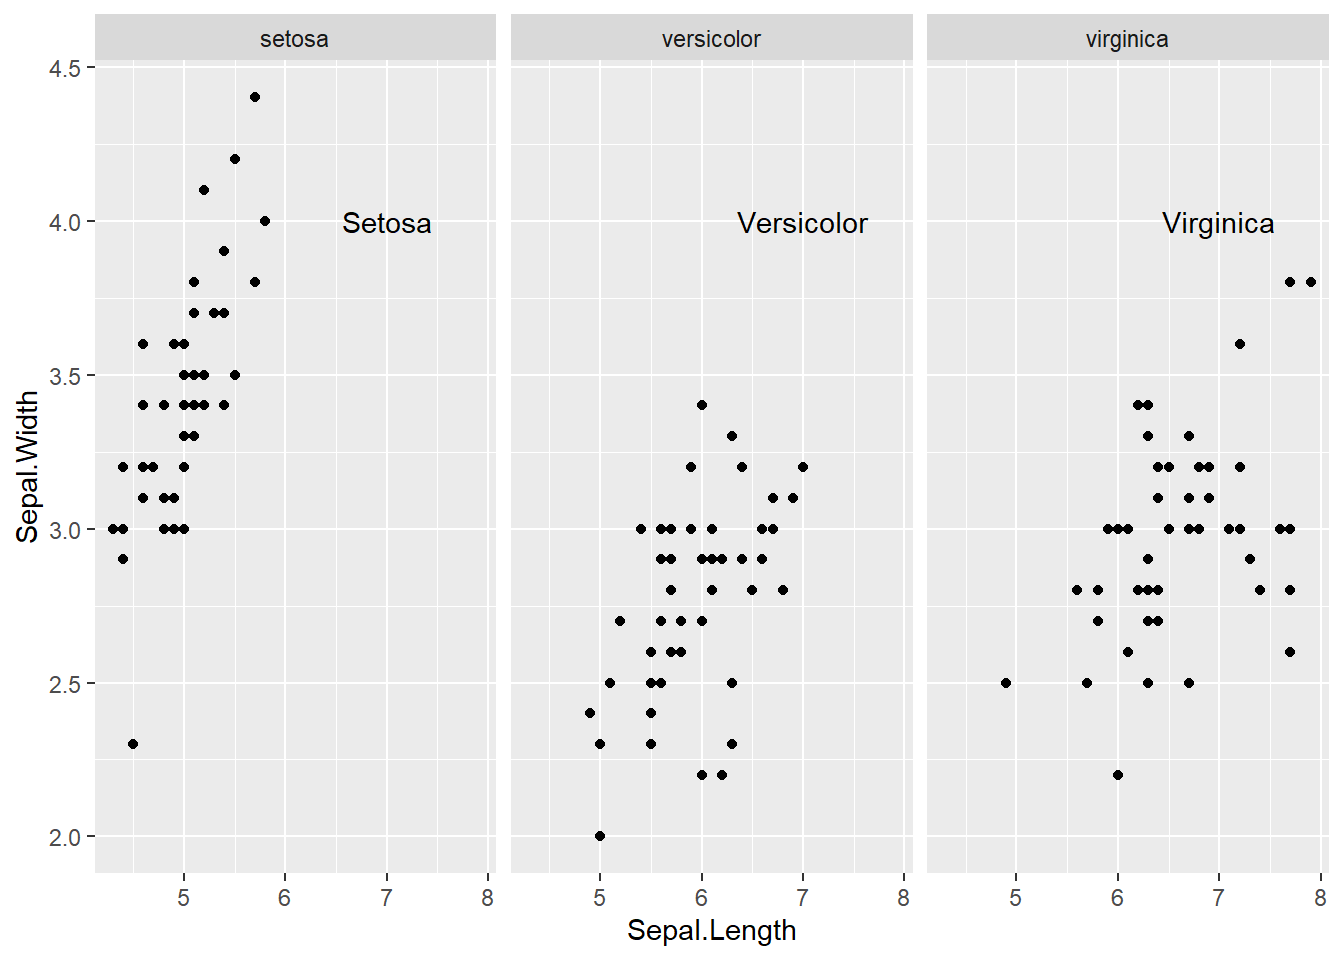 setosa versicolor virginica
4.5
Setosa Versicolor Virginica
4.0
3.5
3.0
2.5
2.0
Sepal.Width
5 6 7 8 5 6 7 8 5 6 7 8
Sepal.Length